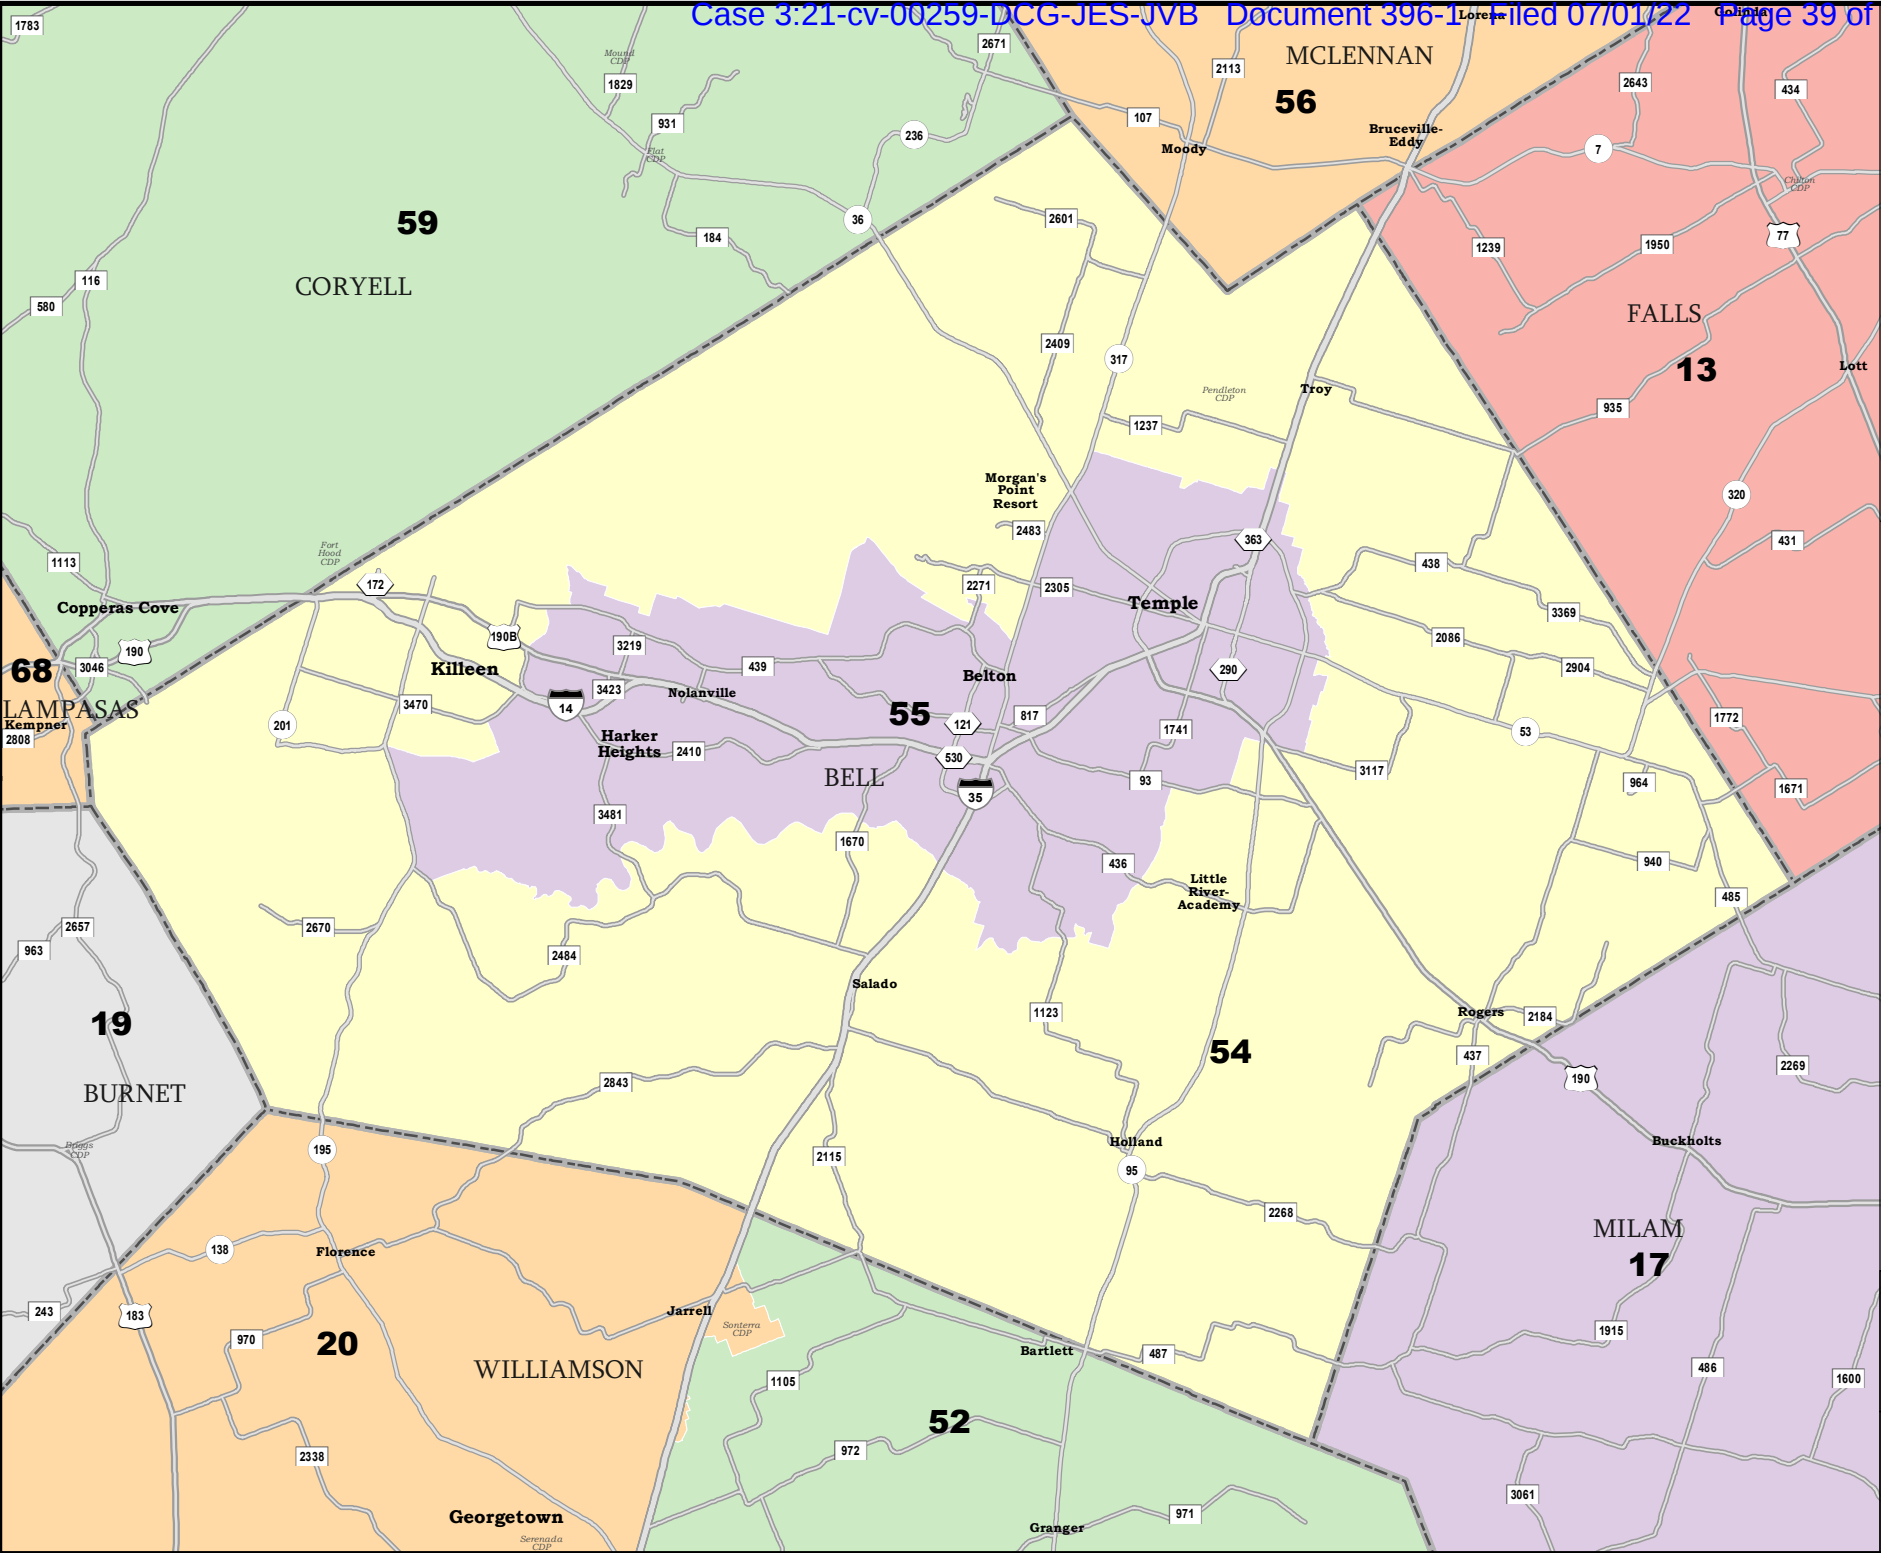 Case 3:21-cv-00259-DCG-JES-JVB Document 396-1 Filed 07/01/22 Page 39 of
1783
Mound
CDP
1829
2671
Lorena
Golinda
MCLENNAN
56
2113
2643
434
931
Flat
CDP
236
107
Moody
Bruceville-
Eddy
7
Chilton
CDP
59
36
184
2601
1239
1950
77
116
CORYELL
580
FALLS
2409
317
13
Lott
Pendleton
CDP
Troy
935
1237
Morgan's
Point
Resort
2483
320
363
431
Fort
Hood
CDP
1113
172
438
2271
2305
Copperas Cove
Temple
3369
190B
3219
2086
190
68
3046
Killeen
439
Belton
290
2904
LAMPASAS
Kempner
2808
3470
14
3423
Nolanville
55
121
817
1741
1772
201
Harker
Heights
2410
530
53
BELL
93
3117
964
1671
35
3481
1670
436
940
Little
River-
Academy
485
2657
963
2670
2484
Salado
1123
Rogers
2184
19
54
437
190
2269
BURNET
2843
Briggs
CDP
195
2115
Holland
95
Buckholts
2268
MILAM
17
138
Florence
243
183
Jarrell
Sonterra
CDP
970
20
Bartlett
487
1915
WILLIAMSON
1105
486
1600
52
972
2338
3061
Georgetown
Serenada
CDP
971
Granger